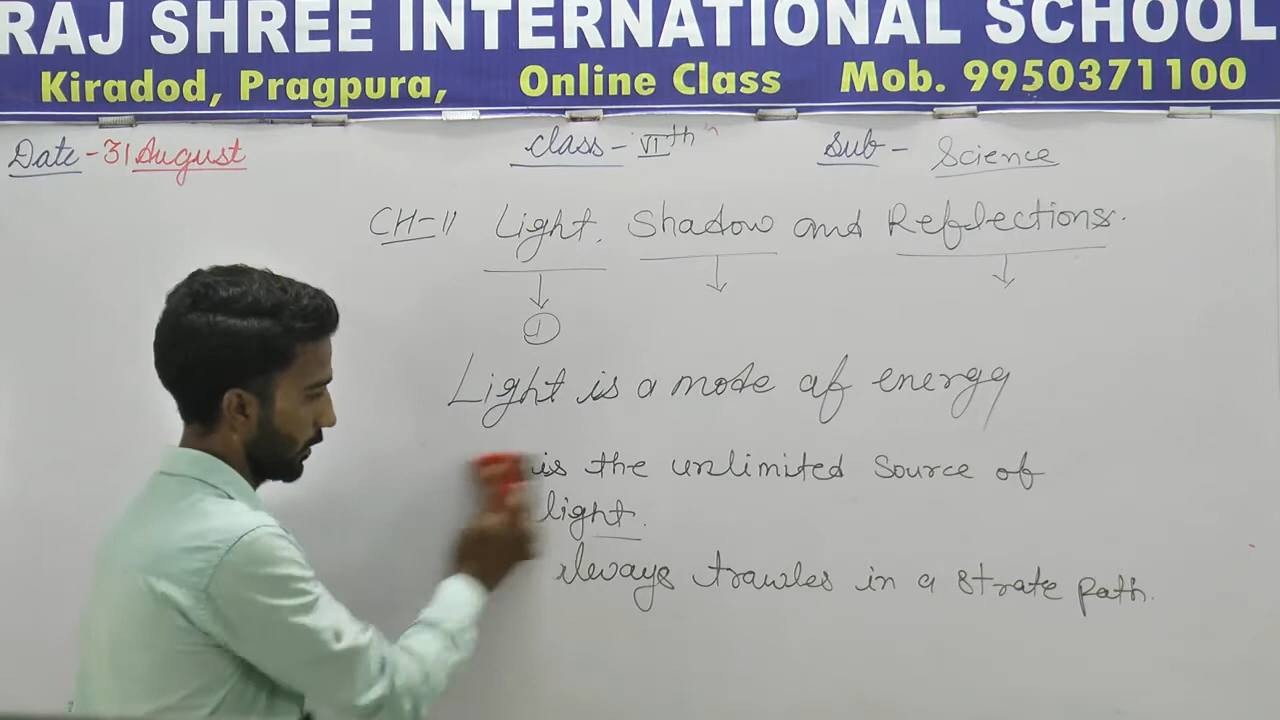 RAJ SHREE INTERNATIONAL SCHOOL
Kiradod, Pragpura, Online Class Mob. 9950371100
Date - 31 August Class - VIth Sub - Science
CH-11 Light, Shadow and Reflections.
1
Light is a mode of energy
is the unlimited source of
light.
always travles in a strate path.